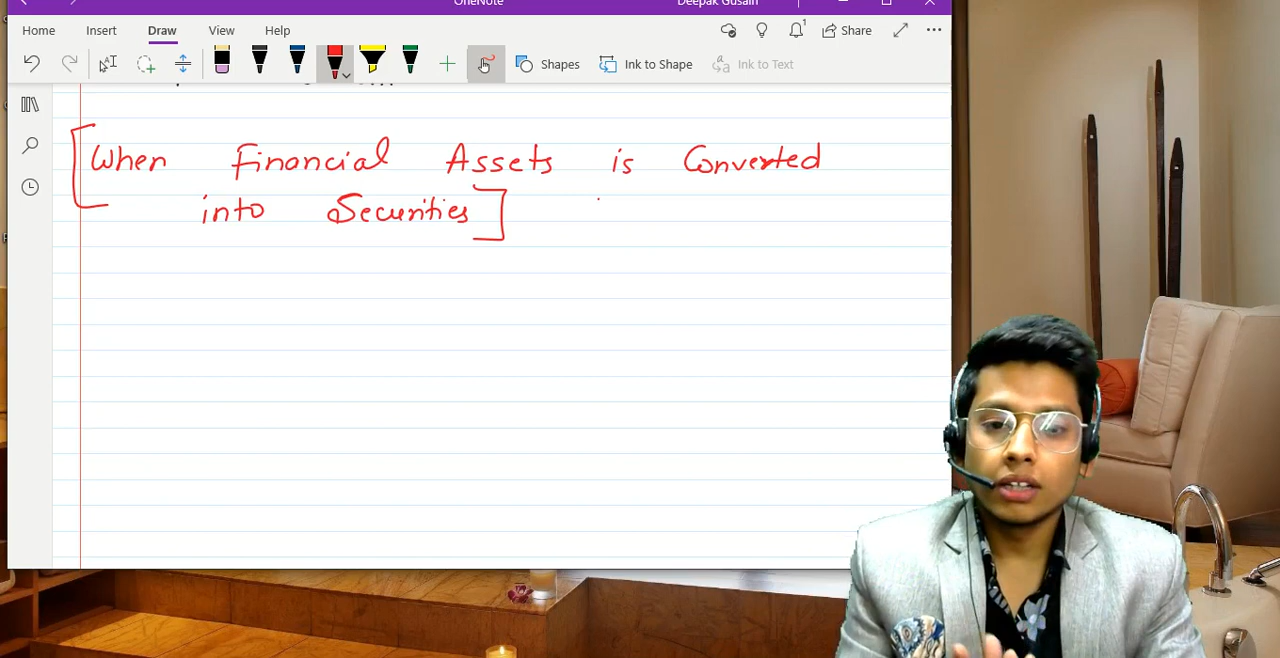 OneNote
Deepak Gusain
Home Insert Draw View Help
Share
Shapes Ink to Shape Ink to Text
[When Financial Assets is Converted
into Securities]